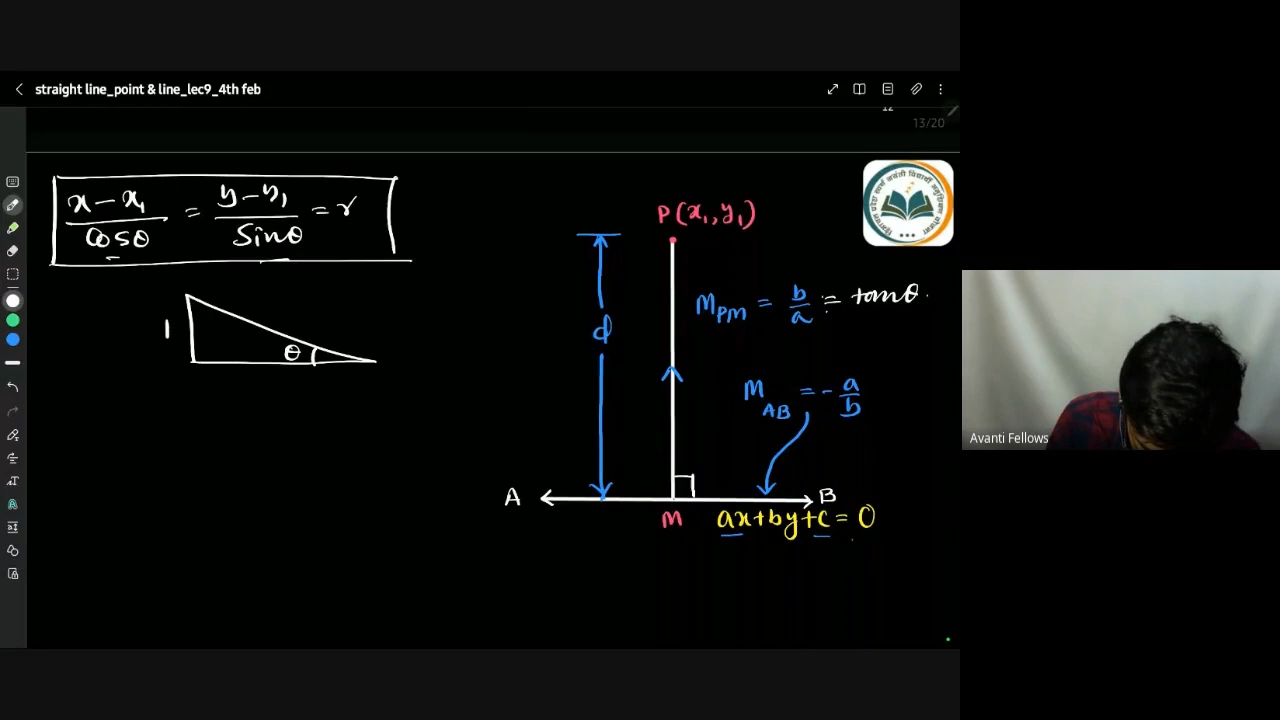 straight line_point & line_lec9_4th feb
13/20
x - x₁/cosθ = y - y₁/sinθ = r
P(x₁, y₁)
M_PM = b/a = tanθ
d
1
θ
M_AB = - a/b
A
B
M
ax+by+c = 0
Avanti Fellows